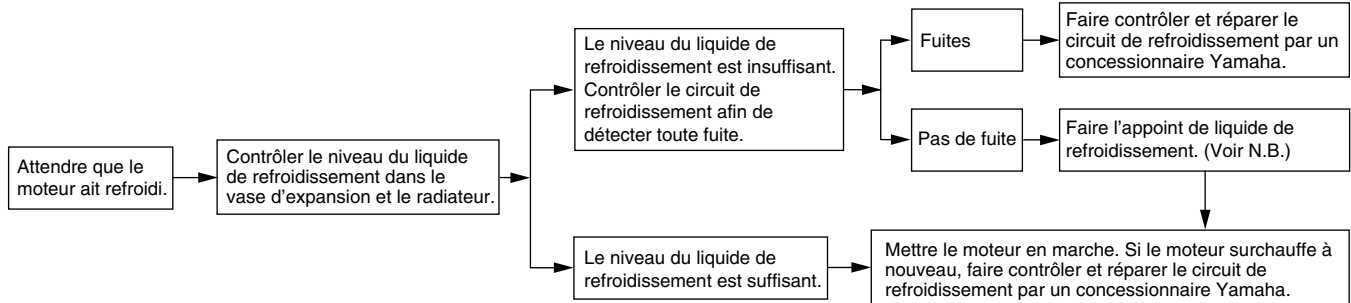 Attendre que le
moteur ait refroidi.
Contrôler le niveau du liquide
de refroidissement dans le
vase d'expansion et le radiateur.
Le niveau du liquide de
refroidissement est insuffisant.
Contrôler le circuit de
refroidissement afin de
détecter toute fuite.
Fuites
Faire contrôler et réparer le
circuit de refroidissement par un
concessionnaire Yamaha.
Pas de fuite
Faire l'appoint de liquide de
refroidissement. (Voir N.B.)
Le niveau du liquide de
refroidissement est suffisant.
Mettre le moteur en marche. Si le moteur surchauffe à
nouveau, faire contrôler et réparer le circuit de
refroidissement par un concessionnaire Yamaha.